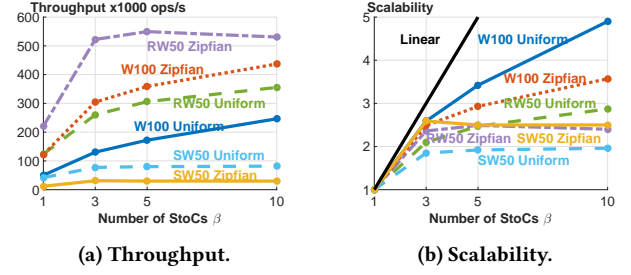 Throughput x1000 ops/s
600
500
400
300
200
100
0
RW50 Zipfian
W100 Zipfian
RW50 Uniform
W100 Uniform
SW50 Uniform
SW50 Zipfian
1
3
5
10
Number of StoCs β
(a) Throughput.
Scalability
5
4
3
2
1
Linear
W100 Uniform
W100 Zipfian
RW50 Uniform
RW50 Zipfian
SW50 Zipfian
SW50 Uniform
1
3
5
10
Number of StoCs β
(b) Scalability.